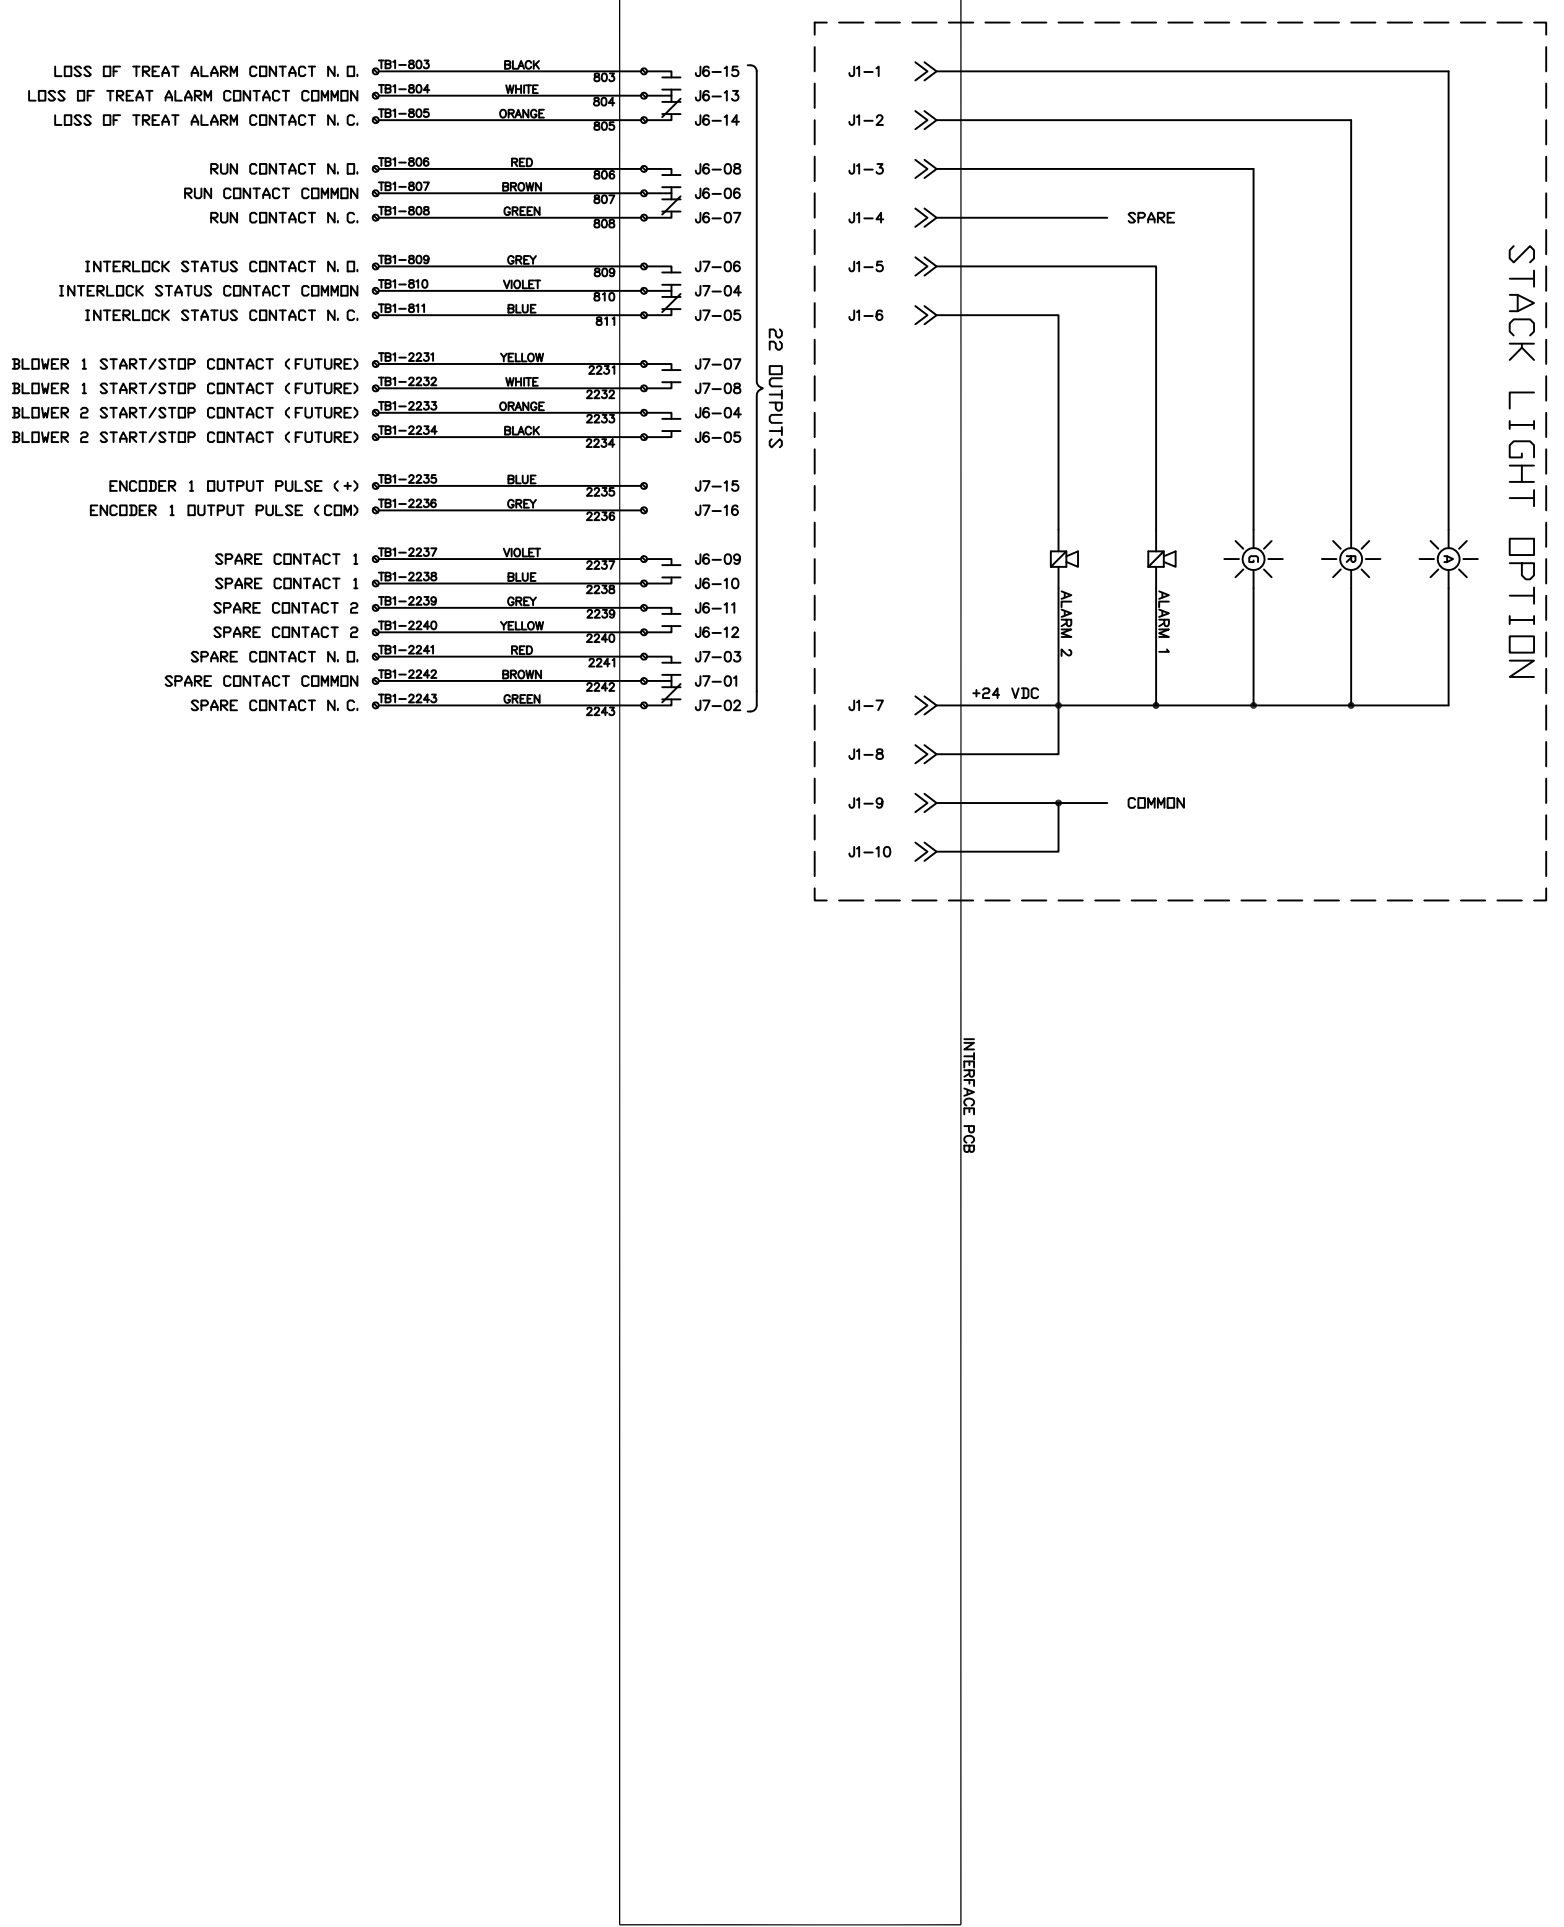 LOSS OF TREAT ALARM CONTACT N.O. TB1-803 BLACK 803 J6-15
LOSS OF TREAT ALARM CONTACT COMMON TB1-804 WHITE 804 J6-13
LOSS OF TREAT ALARM CONTACT N.C. TB1-805 ORANGE 805 J6-14
RUN CONTACT N.O. TB1-806 RED 806 J6-08
RUN CONTACT COMMON TB1-807 BROWN 807 J6-06
RUN CONTACT N.C. TB1-808 GREEN 808 J6-07
INTERLOCK STATUS CONTACT N.O. TB1-809 GREY 809 J7-06
INTERLOCK STATUS CONTACT COMMON TB1-810 VIOLET 810 J7-04
INTERLOCK STATUS CONTACT N.C. TB1-811 BLUE 811 J7-05
BLOWER 1 START/STOP CONTACT (FUTURE) TB1-2231 YELLOW 2231 J7-07
BLOWER 1 START/STOP CONTACT (FUTURE) TB1-2232 WHITE 2232 J7-08
BLOWER 2 START/STOP CONTACT (FUTURE) TB1-2233 ORANGE 2233 J6-04
BLOWER 2 START/STOP CONTACT (FUTURE) TB1-2234 BLACK 2234 J6-05
ENCODER 1 OUTPUT PULSE (+) TB1-2235 BLUE 2235 J7-15
ENCODER 1 OUTPUT PULSE (COM) TB1-2236 GREY 2236 J7-16
SPARE CONTACT 1 TB1-2237 VIOLET 2237 J6-09
SPARE CONTACT 1 TB1-2238 BLUE 2238 J6-10
SPARE CONTACT 2 TB1-2239 GREY 2239 J6-11
SPARE CONTACT 2 TB1-2240 YELLOW 2240 J6-12
SPARE CONTACT N.O. TB1-2241 RED 2241 J7-03
SPARE CONTACT COMMON TB1-2242 BROWN 2242 J7-01
SPARE CONTACT N.C. TB1-2243 GREEN 2243 J7-02
22 OUTPUTS
J1-1
J1-2
J1-3
J1-4 SPARE
J1-5
J1-6
G
R
A
ALARM 2
ALARM 1
J1-7 +24 VDC
J1-8
J1-9 COMMON
J1-10
STACK LIGHT OPTION
INTERFACE PCB